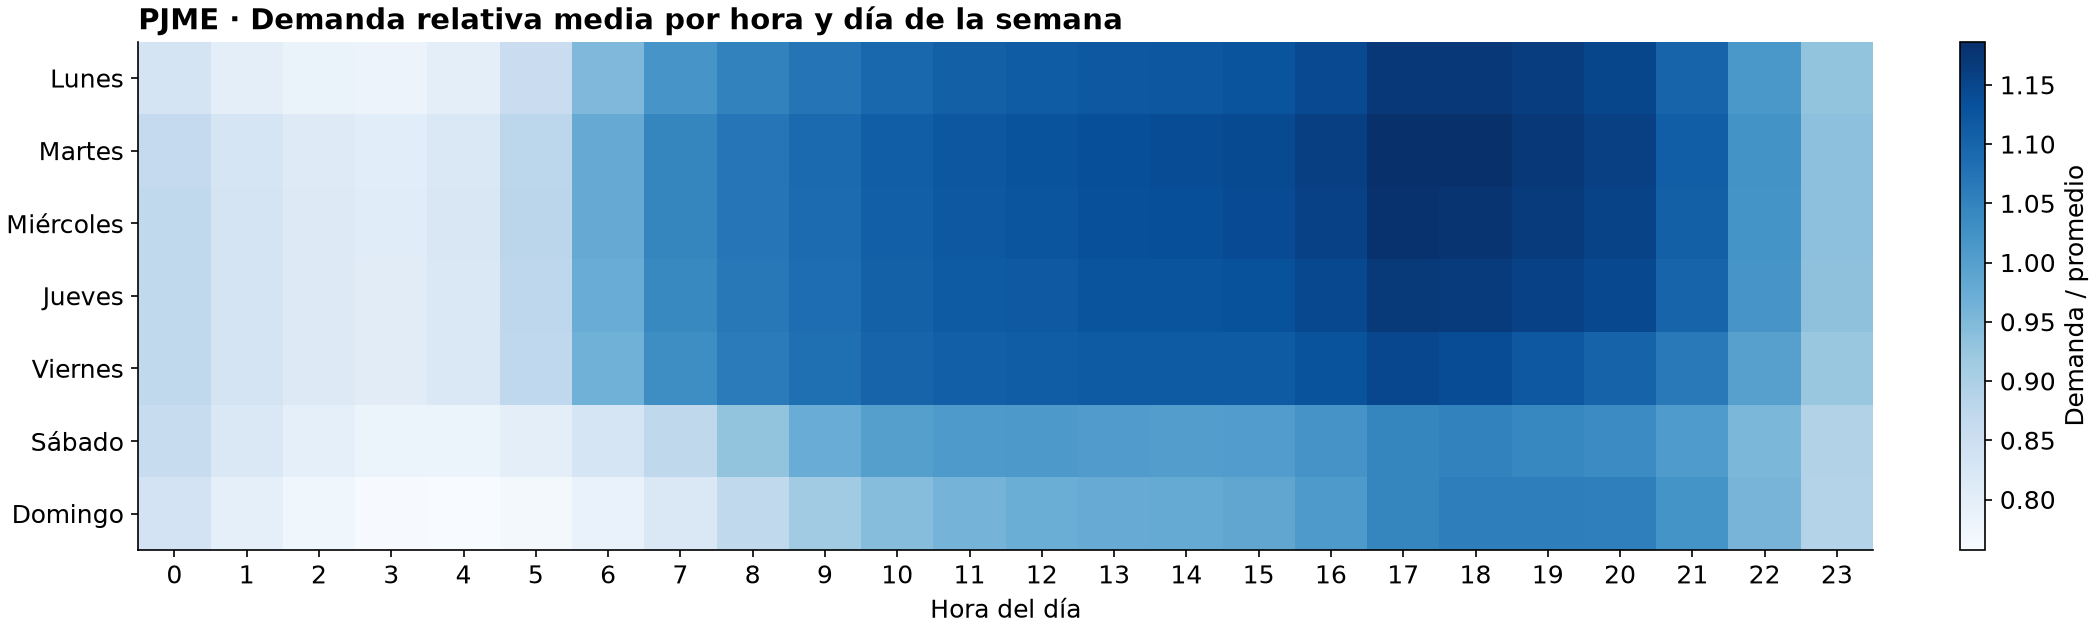 PJME · Demanda relativa media por hora y día de la semana
Lunes
Martes
Miércoles
Jueves
Viernes
Sábado
Domingo
0 1 2 3 4 5 6 7 8 9 10 11 12 13 14 15 16 17 18 19 20 21 22 23
Hora del día
1.15
1.10
1.05
1.00
0.95
0.90
0.85
0.80
Demanda / promedio